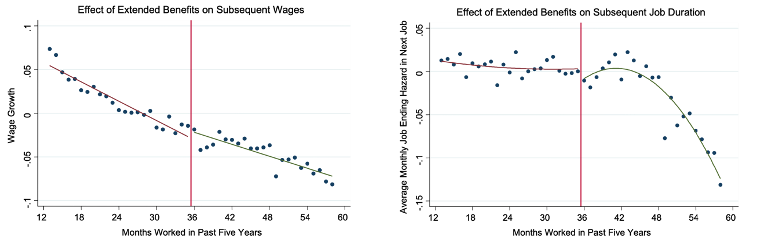 Effect of Extended Benefits on Subsequent Wages
Wage Growth
.1
.05
0
-.05
-.1
12 18 24 30 36 42 48 54 60
Months Worked in Past Five Years
Effect of Extended Benefits on Subsequent Job Duration
Average Monthly Job Ending Hazard in Next Job
.05
0
-.05
-.1
-.15
12 18 24 30 36 42 48 54 60
Months Worked in Past Five Years